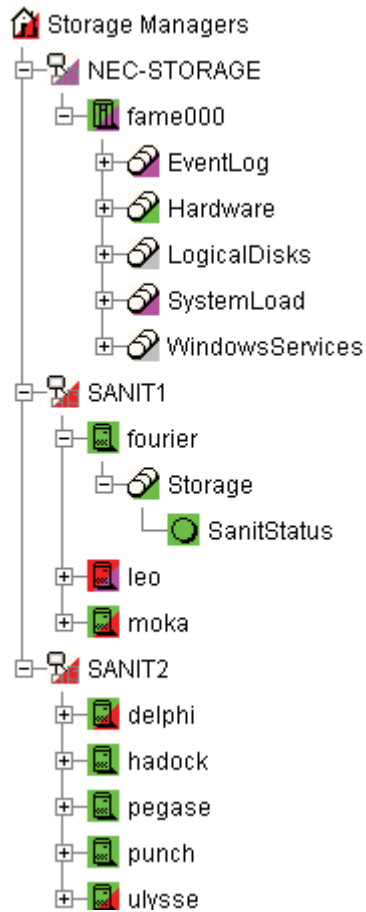 Storage Managers
NEC-STORAGE
fame000
EventLog
Hardware
LogicalDisks
SystemLoad
WindowsServices
SANIT1
fourier
Storage
SanitStatus
leo
moka
SANIT2
delphi
hadock
pegase
punch
ulysse